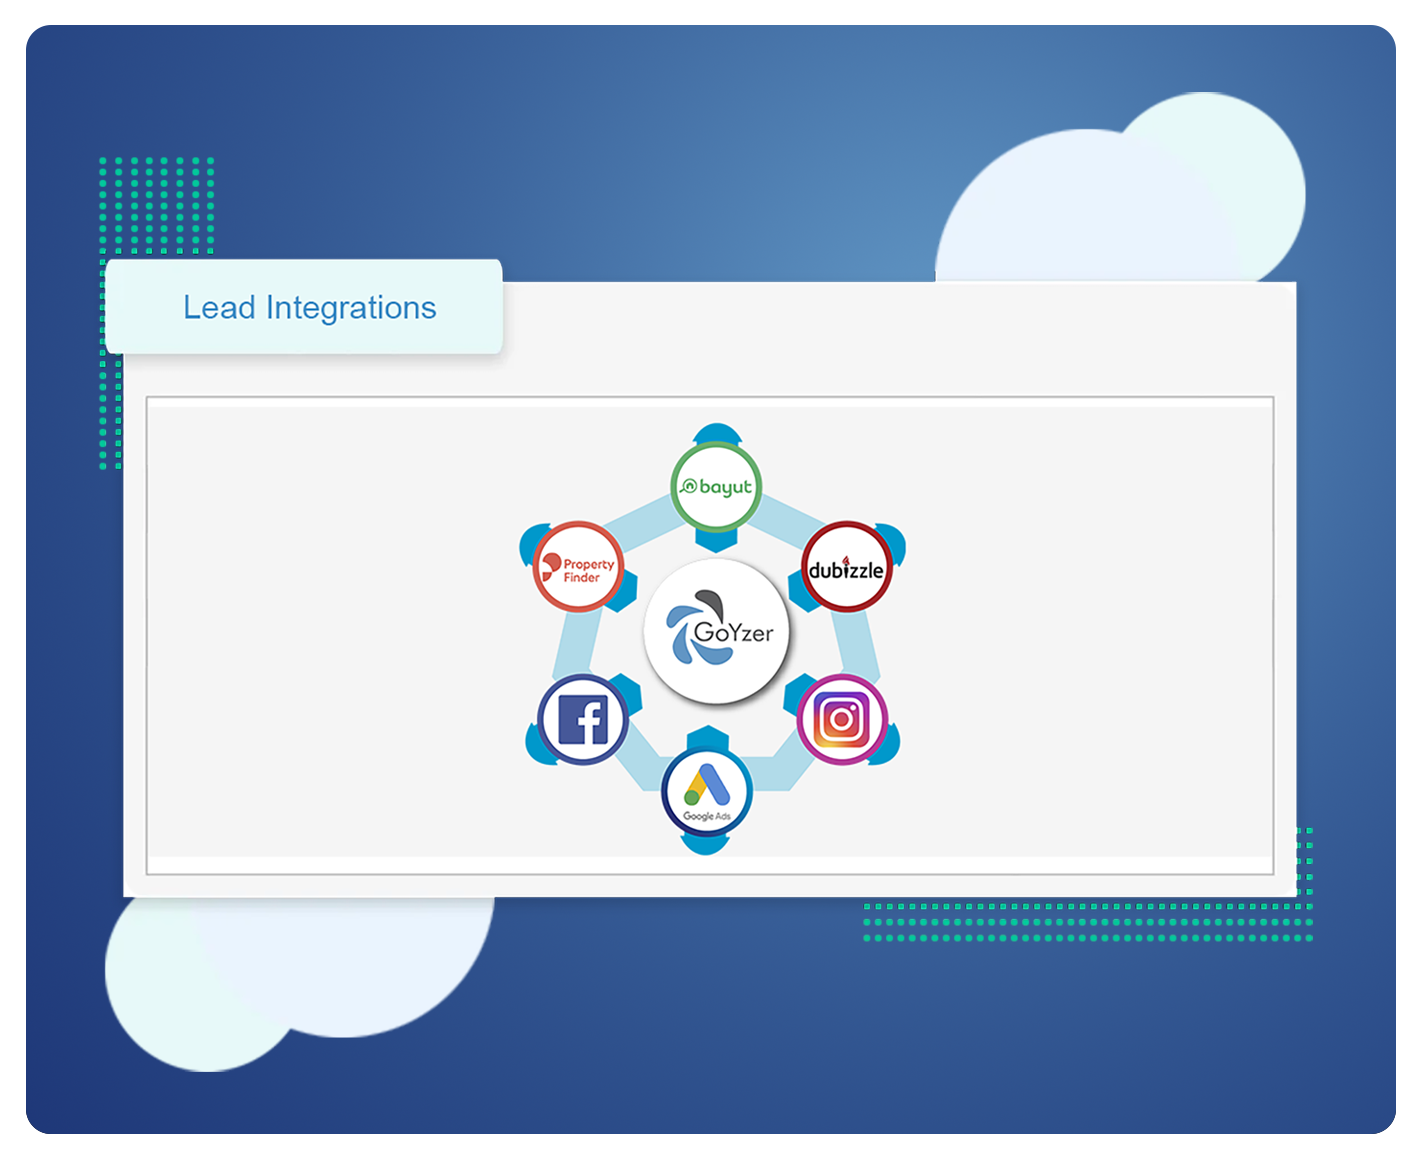 Lead Integrations
bayut
Property
Finder
dubizzle
GoYzer
Google Ads